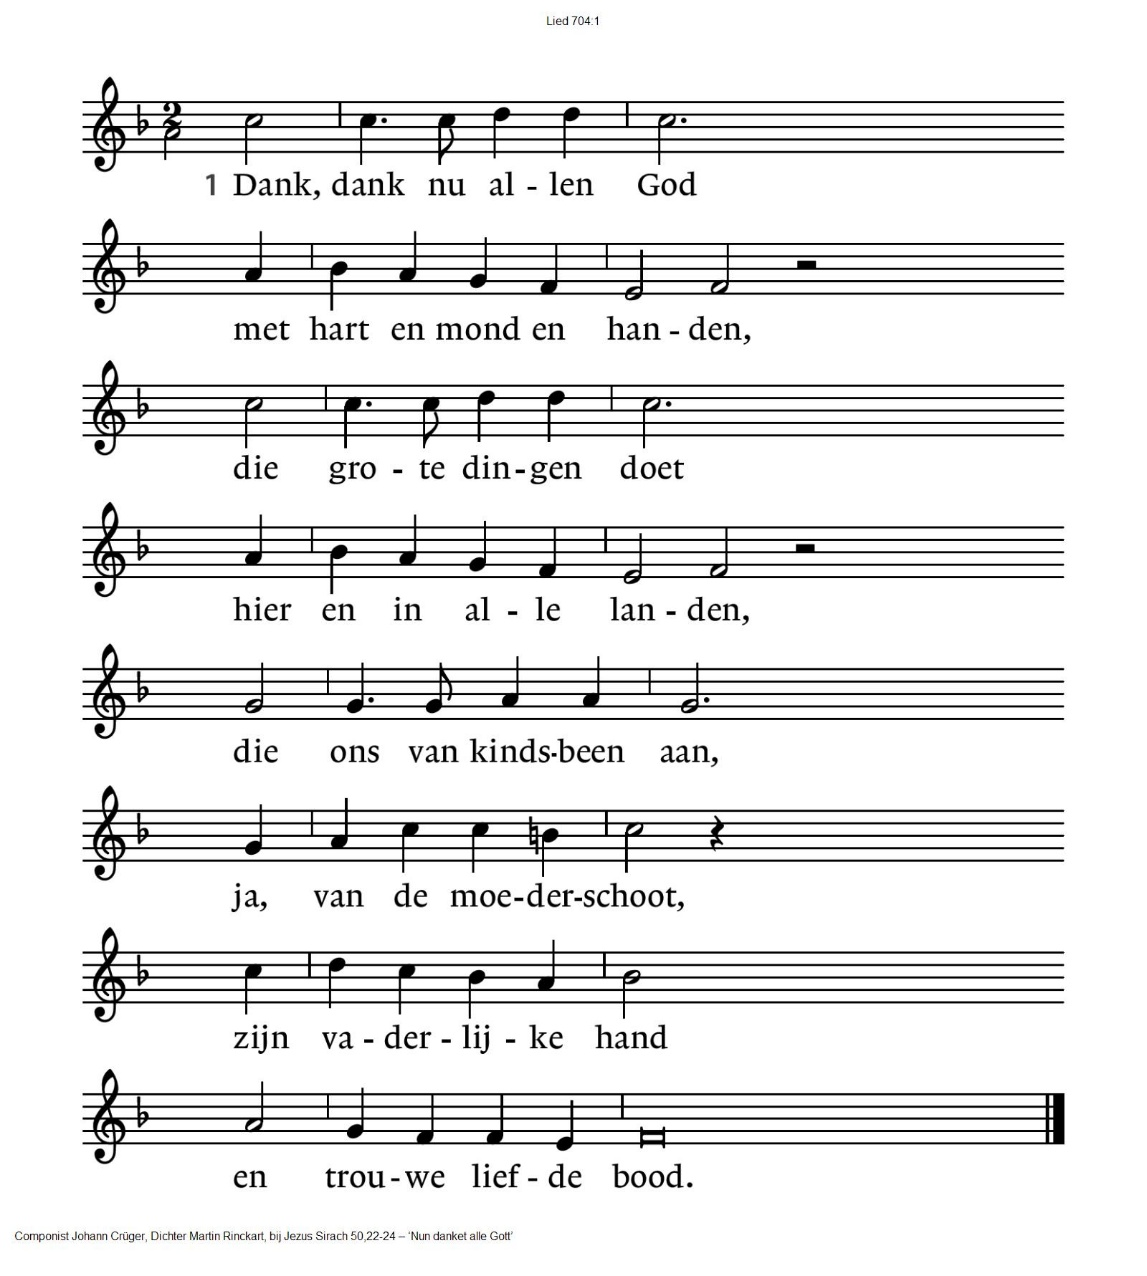 Lied 704:1
1 Dank, dank nu al - len God
met hart en mond en han - den,
die gro - te din - gen doet
hier en in al - le lan - den,
die ons van kinds-been aan,
ja, van de moe-der-schoot,
zijn va - der - lij - ke hand
en trou - we lief - de bood.
Componist Johann Crüger, Dichter Martin Rinckart, bij Jezus Sirach 50,22-24 – ‘Nun danket alle Gott’